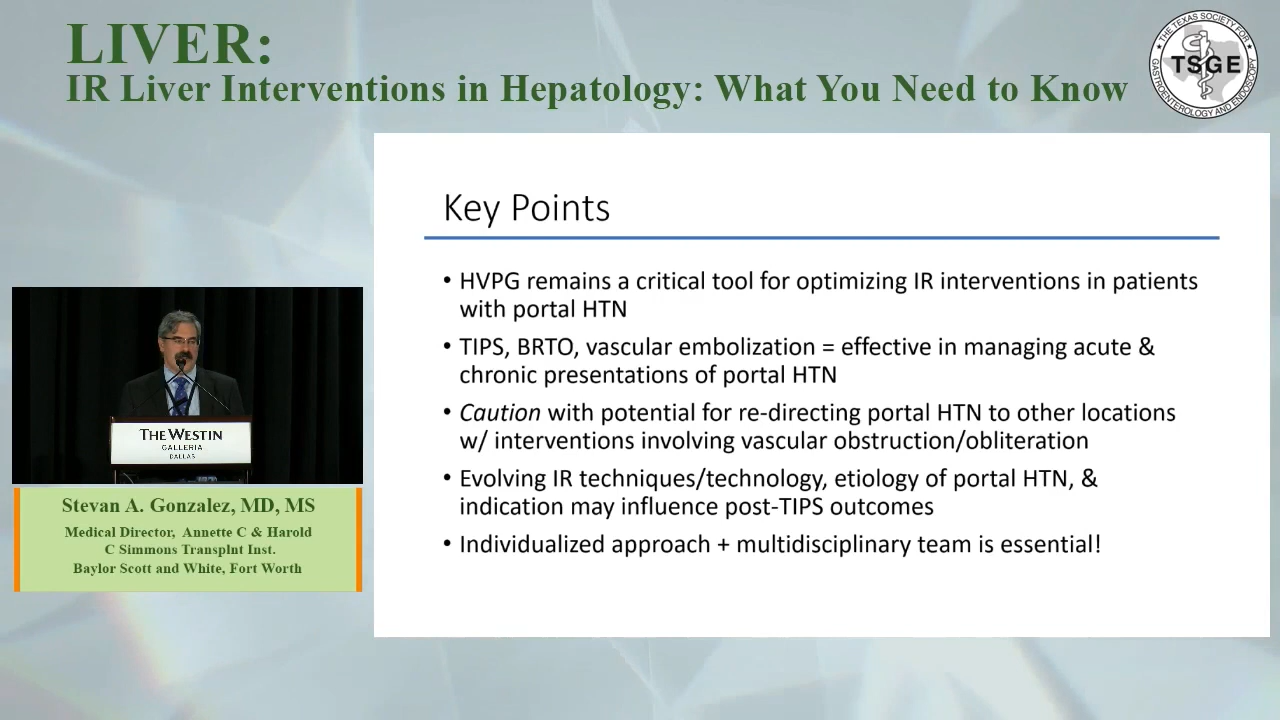 LIVER:
IR Liver Interventions in Hepatology: What You Need to Know
THE TEXAS SOCIETY FOR
TSGE
GASTROENTEROLOGY AND ENDOSCOPY
Key Points
• HVPG remains a critical tool for optimizing IR interventions in patients
with portal HTN
• TIPS, BRTO, vascular embolization = effective in managing acute &
chronic presentations of portal HTN
• Caution with potential for re-directing portal HTN to other locations
w/ interventions involving vascular obstruction/obliteration
• Evolving IR techniques/technology, etiology of portal HTN, &
indication may influence post-TIPS outcomes
• Individualized approach + multidisciplinary team is essential!
THE WESTIN
GALLERIA
DALLAS
Stevan A. Gonzalez, MD, MS
Medical Director, Annette C & Harold
C Simmons Transplnt Inst.
Baylor Scott and White, Fort Worth